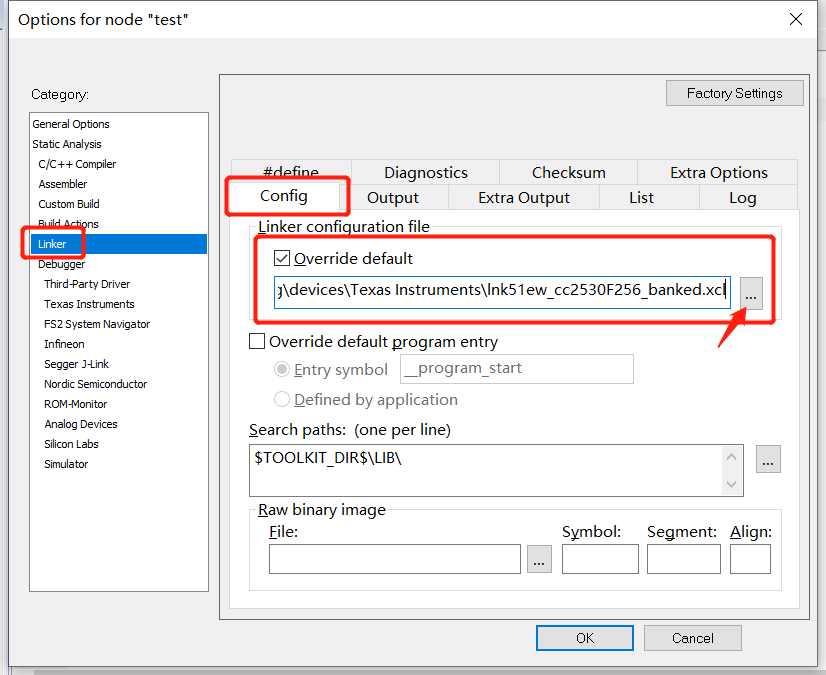 Options for node "test"
Category:
General Options
Static Analysis
C/C++ Compiler
Assembler
Custom Build
Build Actions
Linker
Debugger
Third-Party Driver
Texas Instruments
FS2 System Navigator
Infineon
Segger J-Link
Nordic Semiconductor
ROM-Monitor
Analog Devices
Silicon Labs
Simulator
Factory Settings
#define Diagnostics Checksum Extra Options
Config Output Extra Output List Log
Linker configuration file
Override default
g\devices\Texas Instruments\lnk51ew_cc2530F256_banked.xcl
...
Override default program entry
Entry symbol __program_start
Defined by application
Search paths: (one per line)
$TOOLKIT_DIR$\LIB\
...
Raw binary image
File: Symbol: Segment: Align:
...
OK Cancel